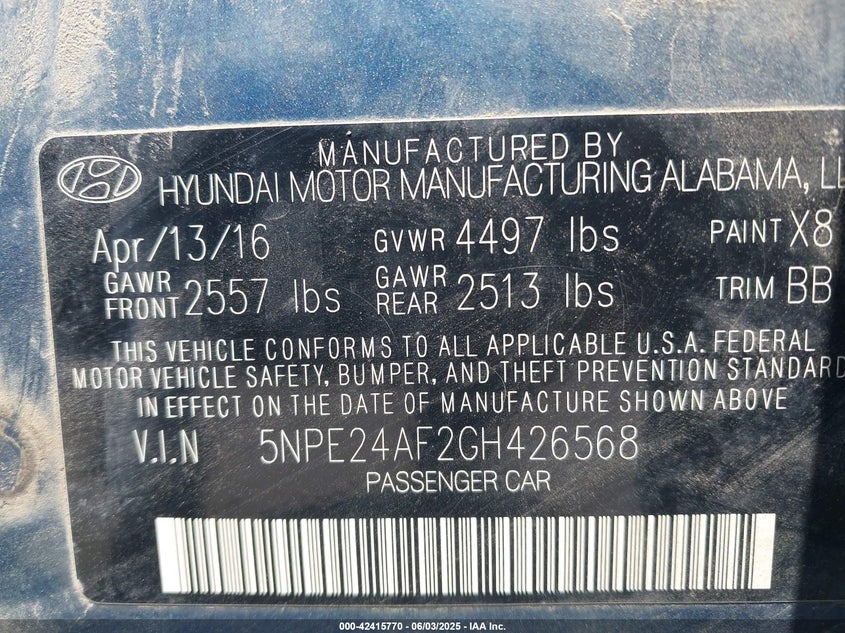 MANUFACTURED BY
HYUNDAI MOTOR MANUFACTURING ALABAMA,
Apr/13/16 GVWR 4497 lbs PAINT X8
GAWR FRONT 2557 lbs GAWR REAR 2513 lbs TRIM BB
THIS VEHICLE CONFORMS TO ALL APPLICABLE U.S.A. FEDERAL
MOTOR VEHICLE SAFETY, BUMPER, AND THEFT PREVENTION STANDARD
IN EFFECT ON THE DATE OF MANUFACTURE SHOWN ABOVE
V.I.N 5NPE24AF2GH426568
PASSENGER CAR
000-42415770 - 06/03/2025 - IAA Inc.